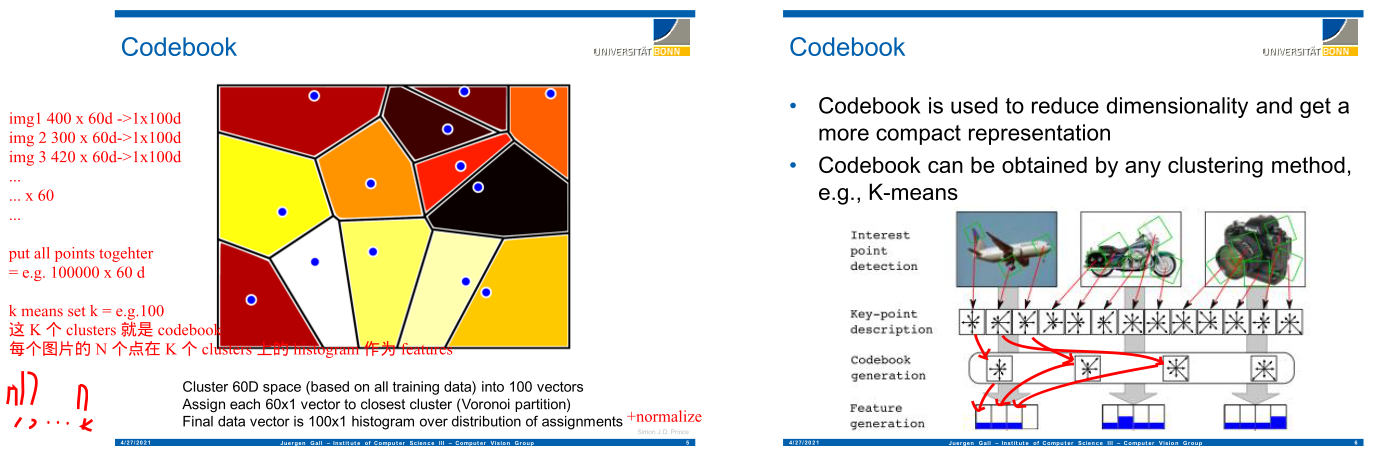 Codebook
UNIVERSITÄT BONN
img1 400 x 60d ->1x100d
img 2 300 x 60d->1x100d
img 3 420 x 60d->1x100d
...
... x 60
...
put all points togehter
= e.g. 100000 x 60 d
k means set k = e.g.100
这 K 个 clusters 就是 codebook
每个图片的 N 个点在 K 个 clusters 上的 histogram 作为 features
1 2 ... K
Cluster 60D space (based on all training data) into 100 vectors
Assign each 60x1 vector to closest cluster (Voronoi partition)
Final data vector is 100x1 histogram over distribution of assignments
+normalize
Simon J.D. Prince
4/27/2021 Juergen Gall – Institute of Computer Science III – Computer Vision Group 5
Codebook
UNIVERSITÄT BONN
• Codebook is used to reduce dimensionality and get a
more compact representation
• Codebook can be obtained by any clustering method,
e.g., K-means
Interest
point
detection
Key-point
description
Codebook
generation
Feature
generation
4/27/2021 Juergen Gall – Institute of Computer Science III – Computer Vision Group 6